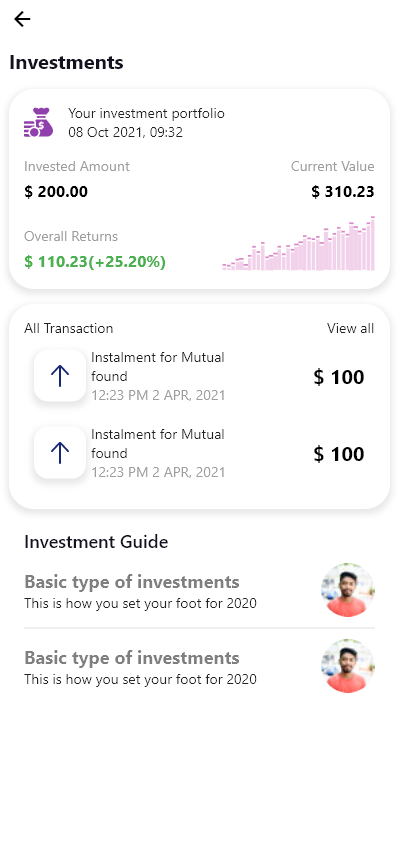 Investments
Your investment portfolio
08 Oct 2021, 09:32
Invested Amount
Current Value
$ 200.00
$ 310.23
Overall Returns
$ 110.23(+25.20%)
All Transaction
View all
Instalment for Mutual
found
12:23 PM 2 APR, 2021
$ 100
Instalment for Mutual
found
12:23 PM 2 APR, 2021
$ 100
Investment Guide
Basic type of investments
This is how you set your foot for 2020
Basic type of investments
This is how you set your foot for 2020